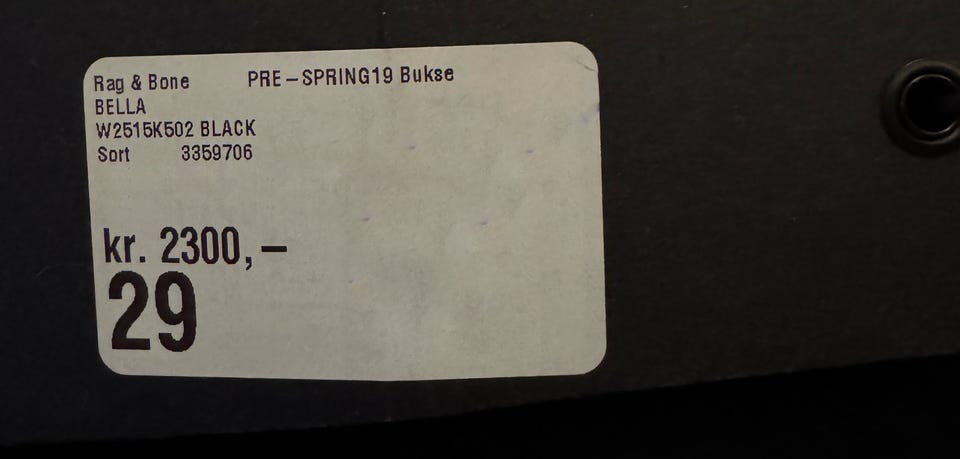 Rag & Bone PRE-SPRING19 Bukse
BELLA
W2515K502 BLACK
Sort 3359706
kr. 2300,-
29